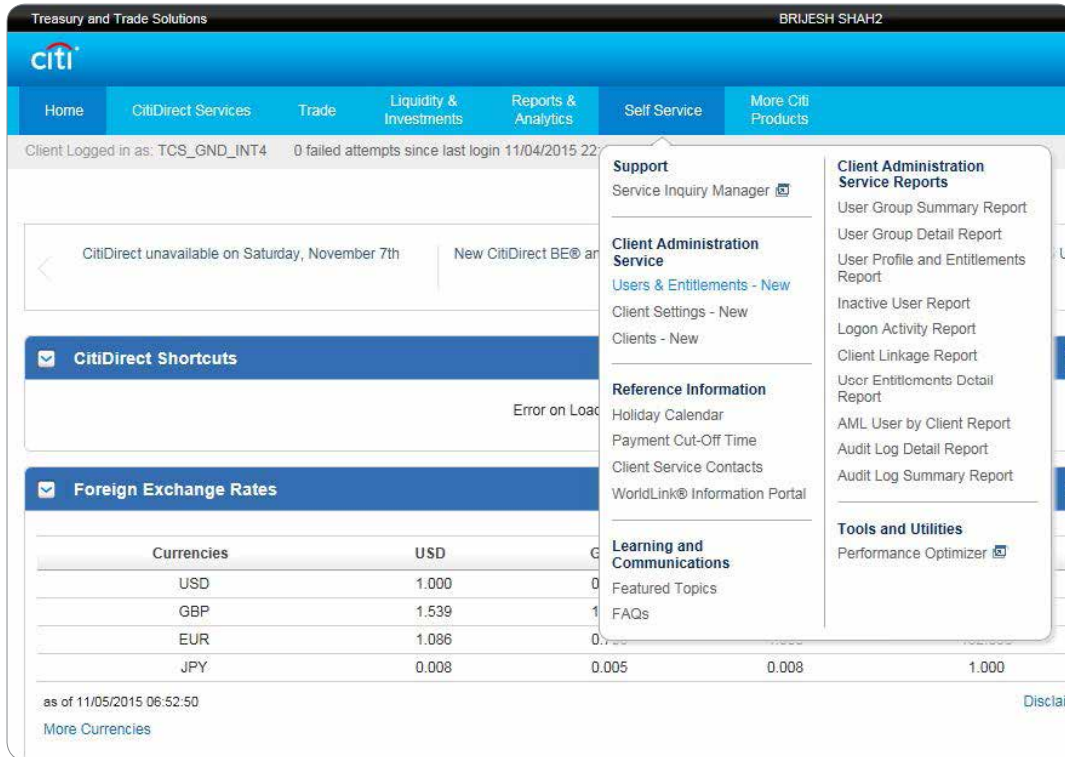 Treasury and Trade Solutions BRIJESH SHAH2
citi
Home CitiDirect Services Trade Liquidity & Investments Reports & Analytics Self Service More Citi Products
Client Logged in as: TCS_GND_INT4 0 failed attempts since last login 11/04/2015 22:
CitiDirect unavailable on Saturday, November 7th
New CitiDirect BE®
CitiDirect Shortcuts
Error on
Foreign Exchange Rates
Currencies USD
USD 1.000
GBP 1.539
EUR 1.086
JPY 0.008 0.005 0.008 1.000
as of 11/05/2015 06:52:50
More Currencies
Support
Service Inquiry Manager
Client Administration
Service
Users & Entitlements - New
Client Settings - New
Clients - New
Reference Information
Holiday Calendar
Payment Cut-Off Time
Client Service Contacts
WorldLink® Information Portal
Learning and
Communications
Featured Topics
FAQs
Client Administration
Service Reports
User Group Summary Report
User Group Detail Report
User Profile and Entitlements
Report
Inactive User Report
Logon Activity Report
Client Linkage Report
User Entitlements Detail
Report
AML User by Client Report
Audit Log Detail Report
Audit Log Summary Report
Tools and Utilities
Performance Optimizer